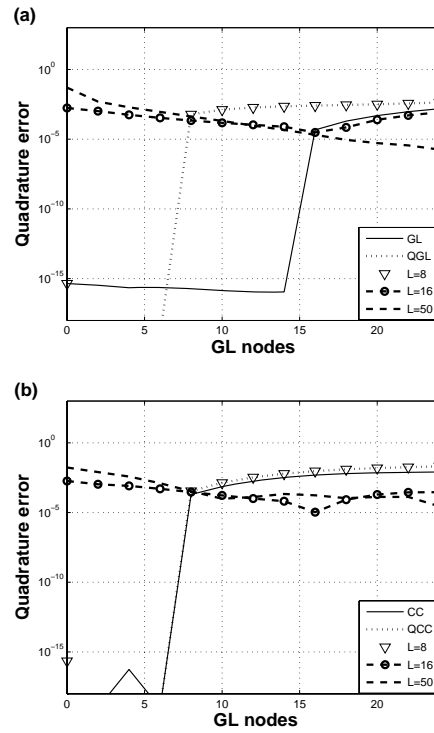 (a)
10^0
10^-5
10^-10
10^-15
Quadrature error
0 5 10 15 20
GL nodes
GL
QGL
L=8
L=16
L=50
(b)
10^0
10^-5
10^-10
10^-15
Quadrature error
0 5 10 15 20
GL nodes
CC
QCC
L=8
L=16
L=50